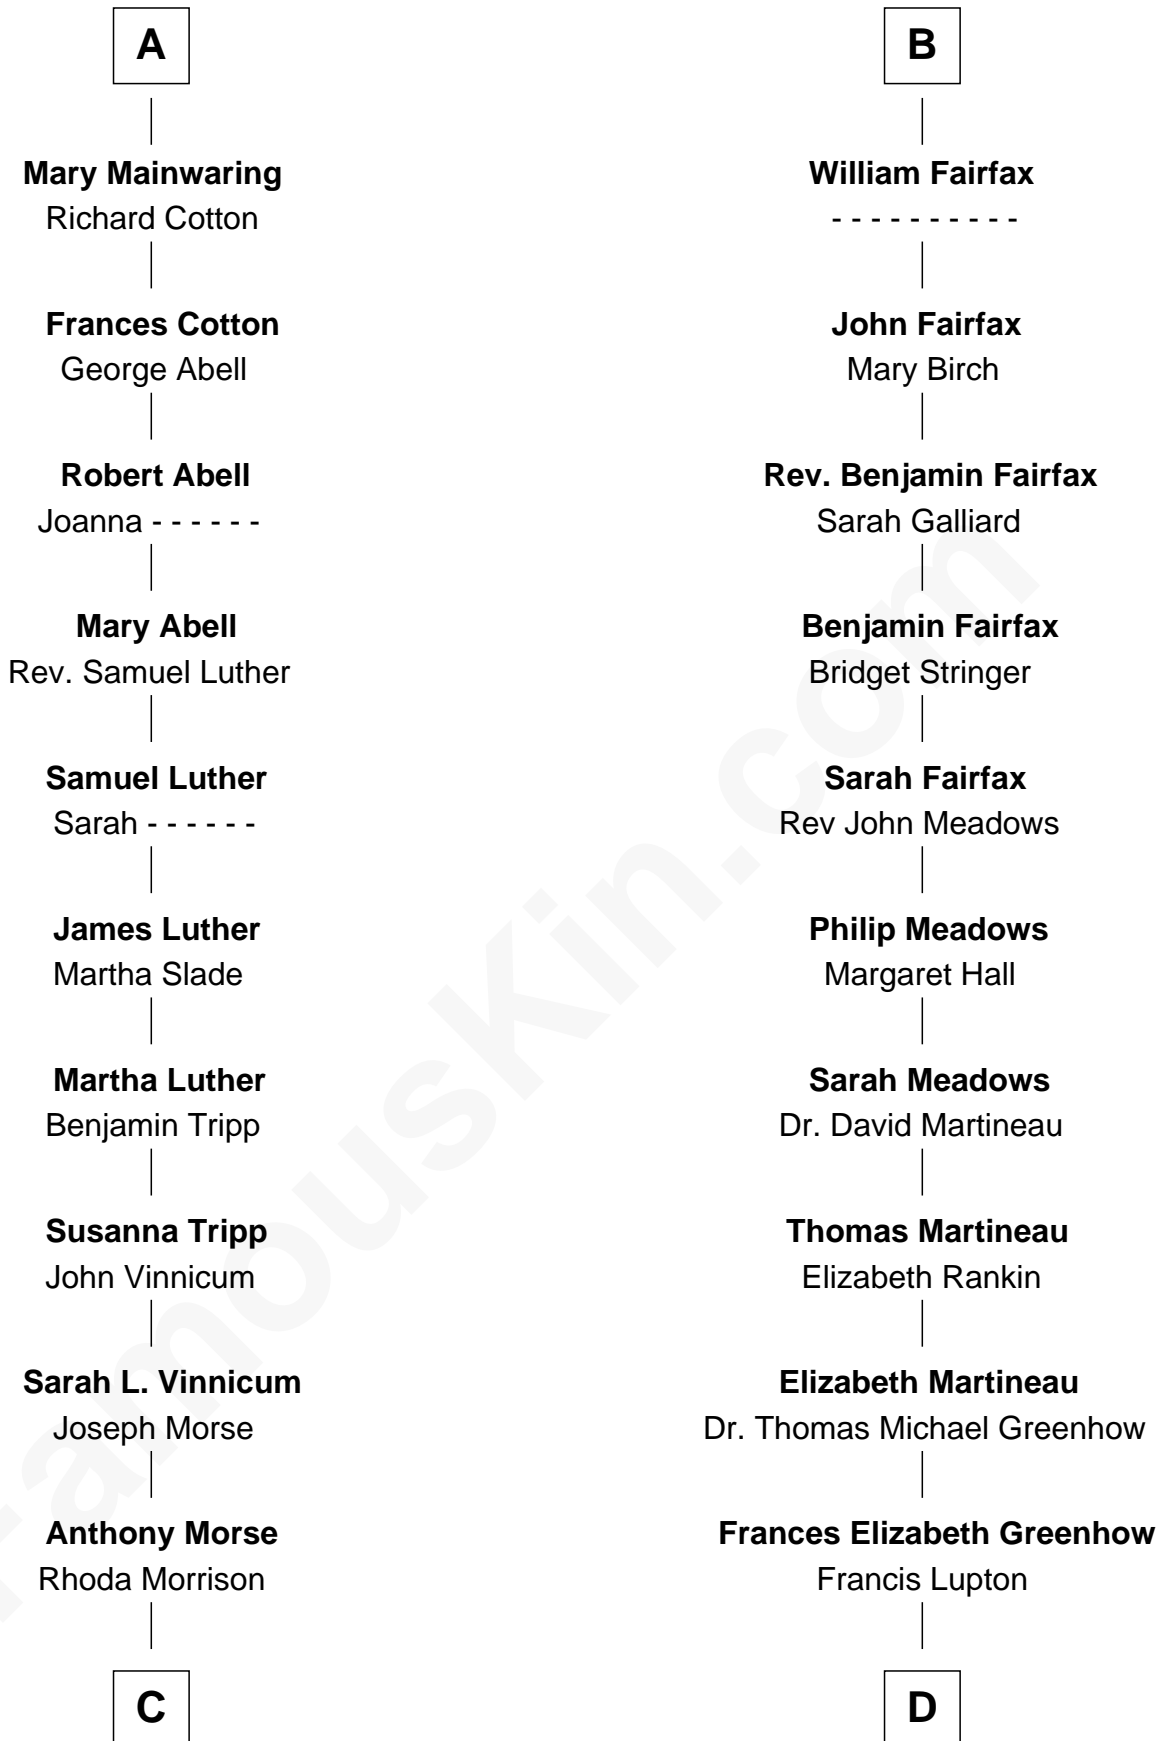 A
Mary Mainwaring
Richard Cotton
Frances Cotton
George Abell
Robert Abell
Joanna - - - - - -
Mary Abell
Rev. Samuel Luther
Samuel Luther
Sarah - - - - - -
James Luther
Martha Slade
Martha Luther
Benjamin Tripp
Susanna Tripp
John Vinnicum
Sarah L. Vinnicum
Joseph Morse
Anthony Morse
Rhoda Morrison
C
B
William Fairfax
- - - - - - - - - -
John Fairfax
Mary Birch
Rev. Benjamin Fairfax
Sarah Galliard
Benjamin Fairfax
Bridget Stringer
Sarah Fairfax
Rev John Meadows
Philip Meadows
Margaret Hall
Sarah Meadows
Dr. David Martineau
Thomas Martineau
Elizabeth Rankin
Elizabeth Martineau
Dr. Thomas Michael Greenhow
Frances Elizabeth Greenhow
Francis Lupton
D
FamousKin.com